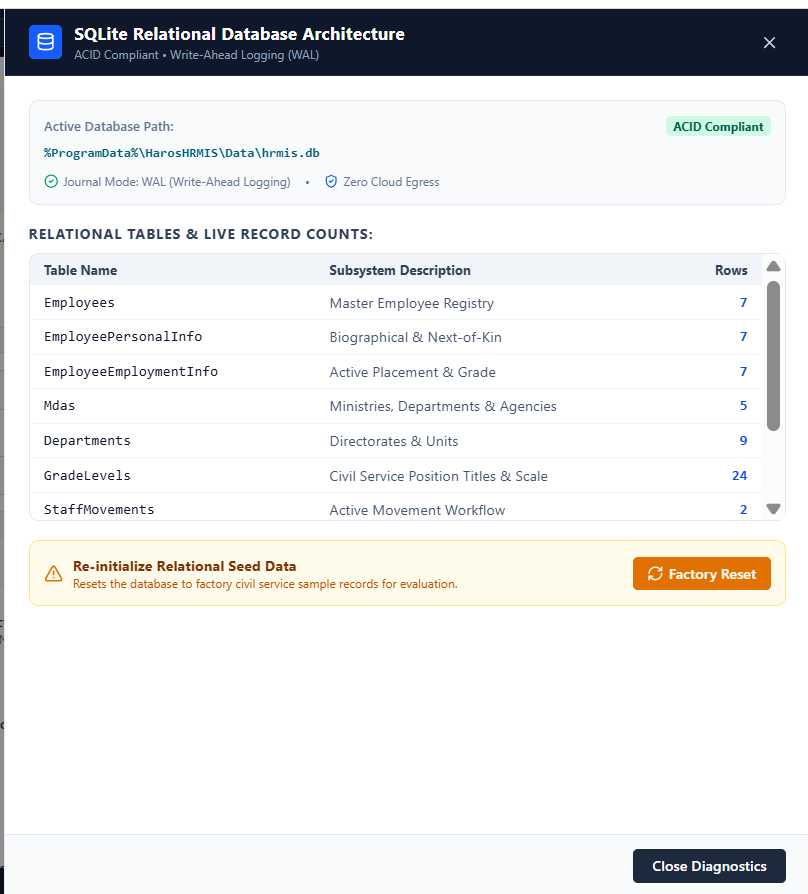 SQLite Relational Database Architecture
ACID Compliant • Write-Ahead Logging (WAL)
Active Database Path:
ACID Compliant
%ProgramData%\HarosHRMIS\Data\hrmis.db
Journal Mode: WAL (Write-Ahead Logging) • Zero Cloud Egress
RELATIONAL TABLES & LIVE RECORD COUNTS:
Table Name Subsystem Description Rows
Employees Master Employee Registry 7
EmployeePersonalInfo Biographical & Next-of-Kin 7
EmployeeEmploymentInfo Active Placement & Grade 7
Mdas Ministries, Departments & Agencies 5
Departments Directorates & Units 9
GradeLevels Civil Service Position Titles & Scale 24
StaffMovements Active Movement Workflow 2
Re-initialize Relational Seed Data
Resets the database to factory civil service sample records for evaluation.
Factory Reset
Close Diagnostics